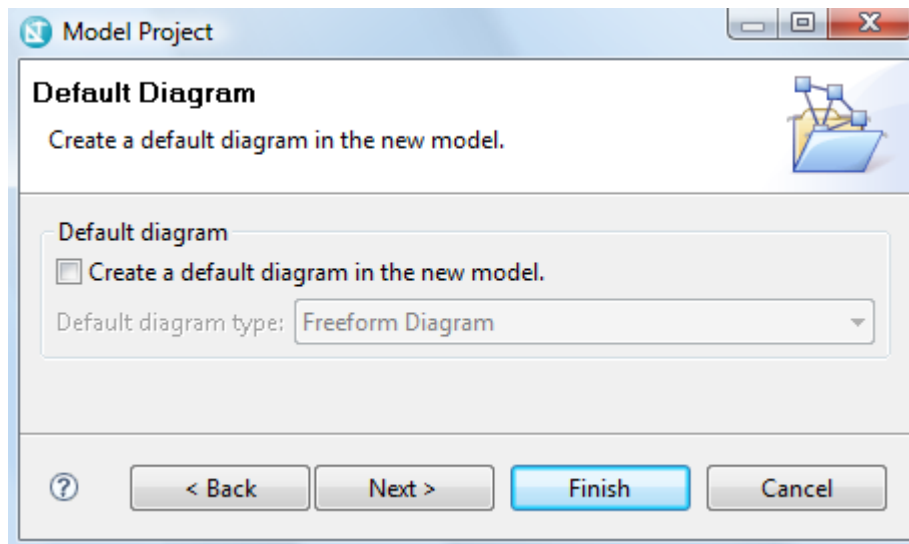 Model Project
Default Diagram
Create a default diagram in the new model.
Default diagram
Create a default diagram in the new model.
Default diagram type: Freeform Diagram
< Back Next > Finish Cancel